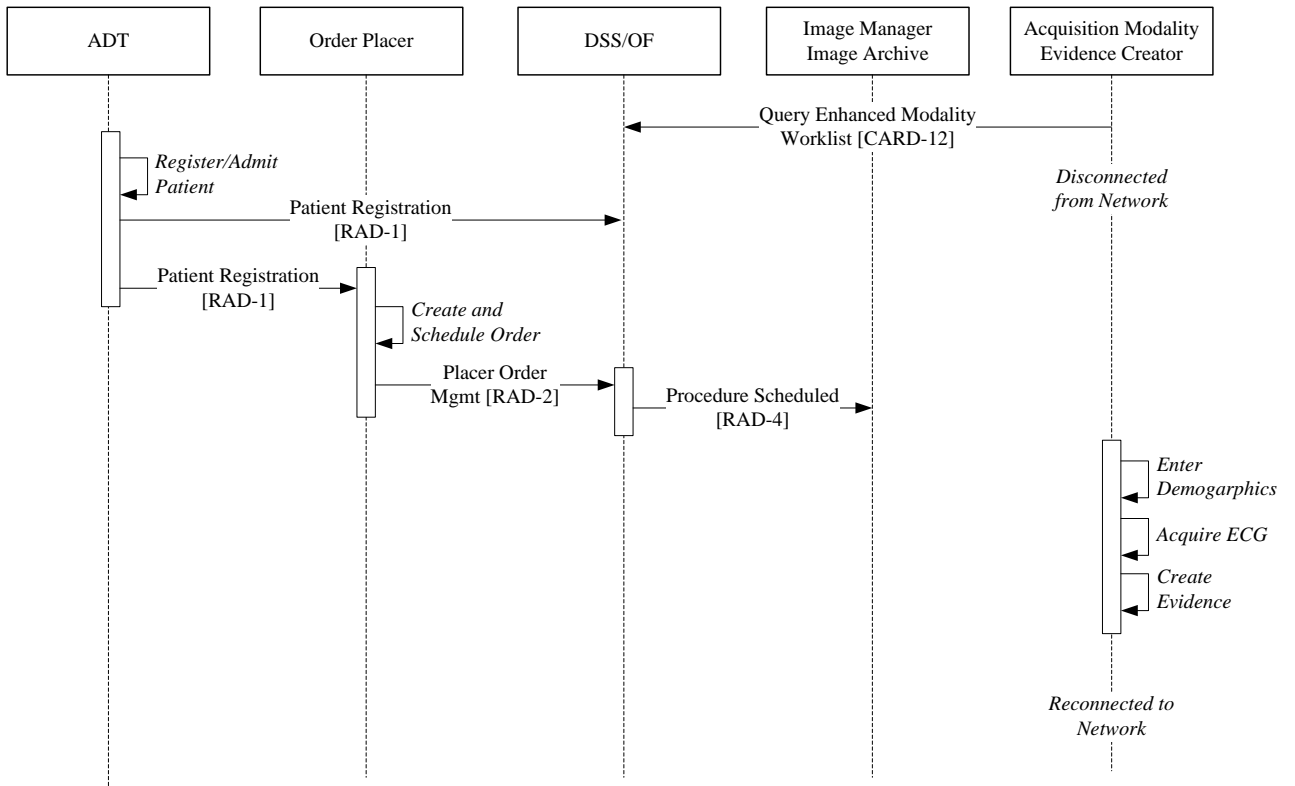 ADT
Order Placer
DSS/OF
Image Manager
Image Archive
Acquisition Modality
Evidence Creator
Query Enhanced Modality
Worklist [CARD-12]
Register/Admit
Patient
Disconnected
from Network
Patient Registration
[RAD-1]
Patient Registration
[RAD-1]
Create and
Schedule Order
Placer Order
Mgmt [RAD-2]
Procedure Scheduled
[RAD-4]
Enter
Demogarphics
Acquire ECG
Create
Evidence
Reconnected to
Network